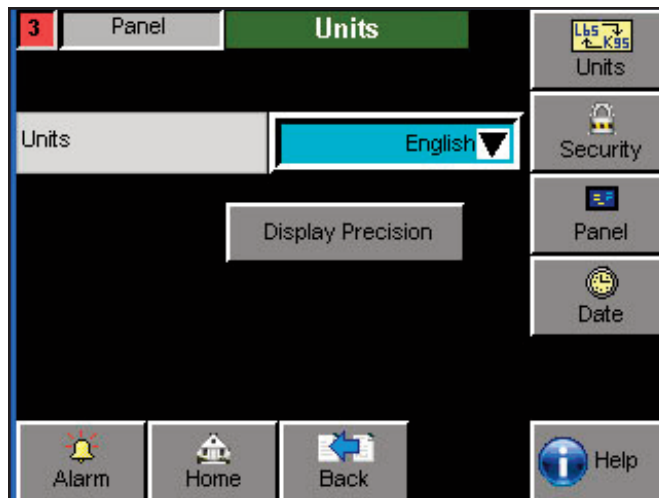 3 Panel Units
Lbs Kgs
Units
Units English
Security
Display Precision
Panel
Date
Alarm Home Back Help